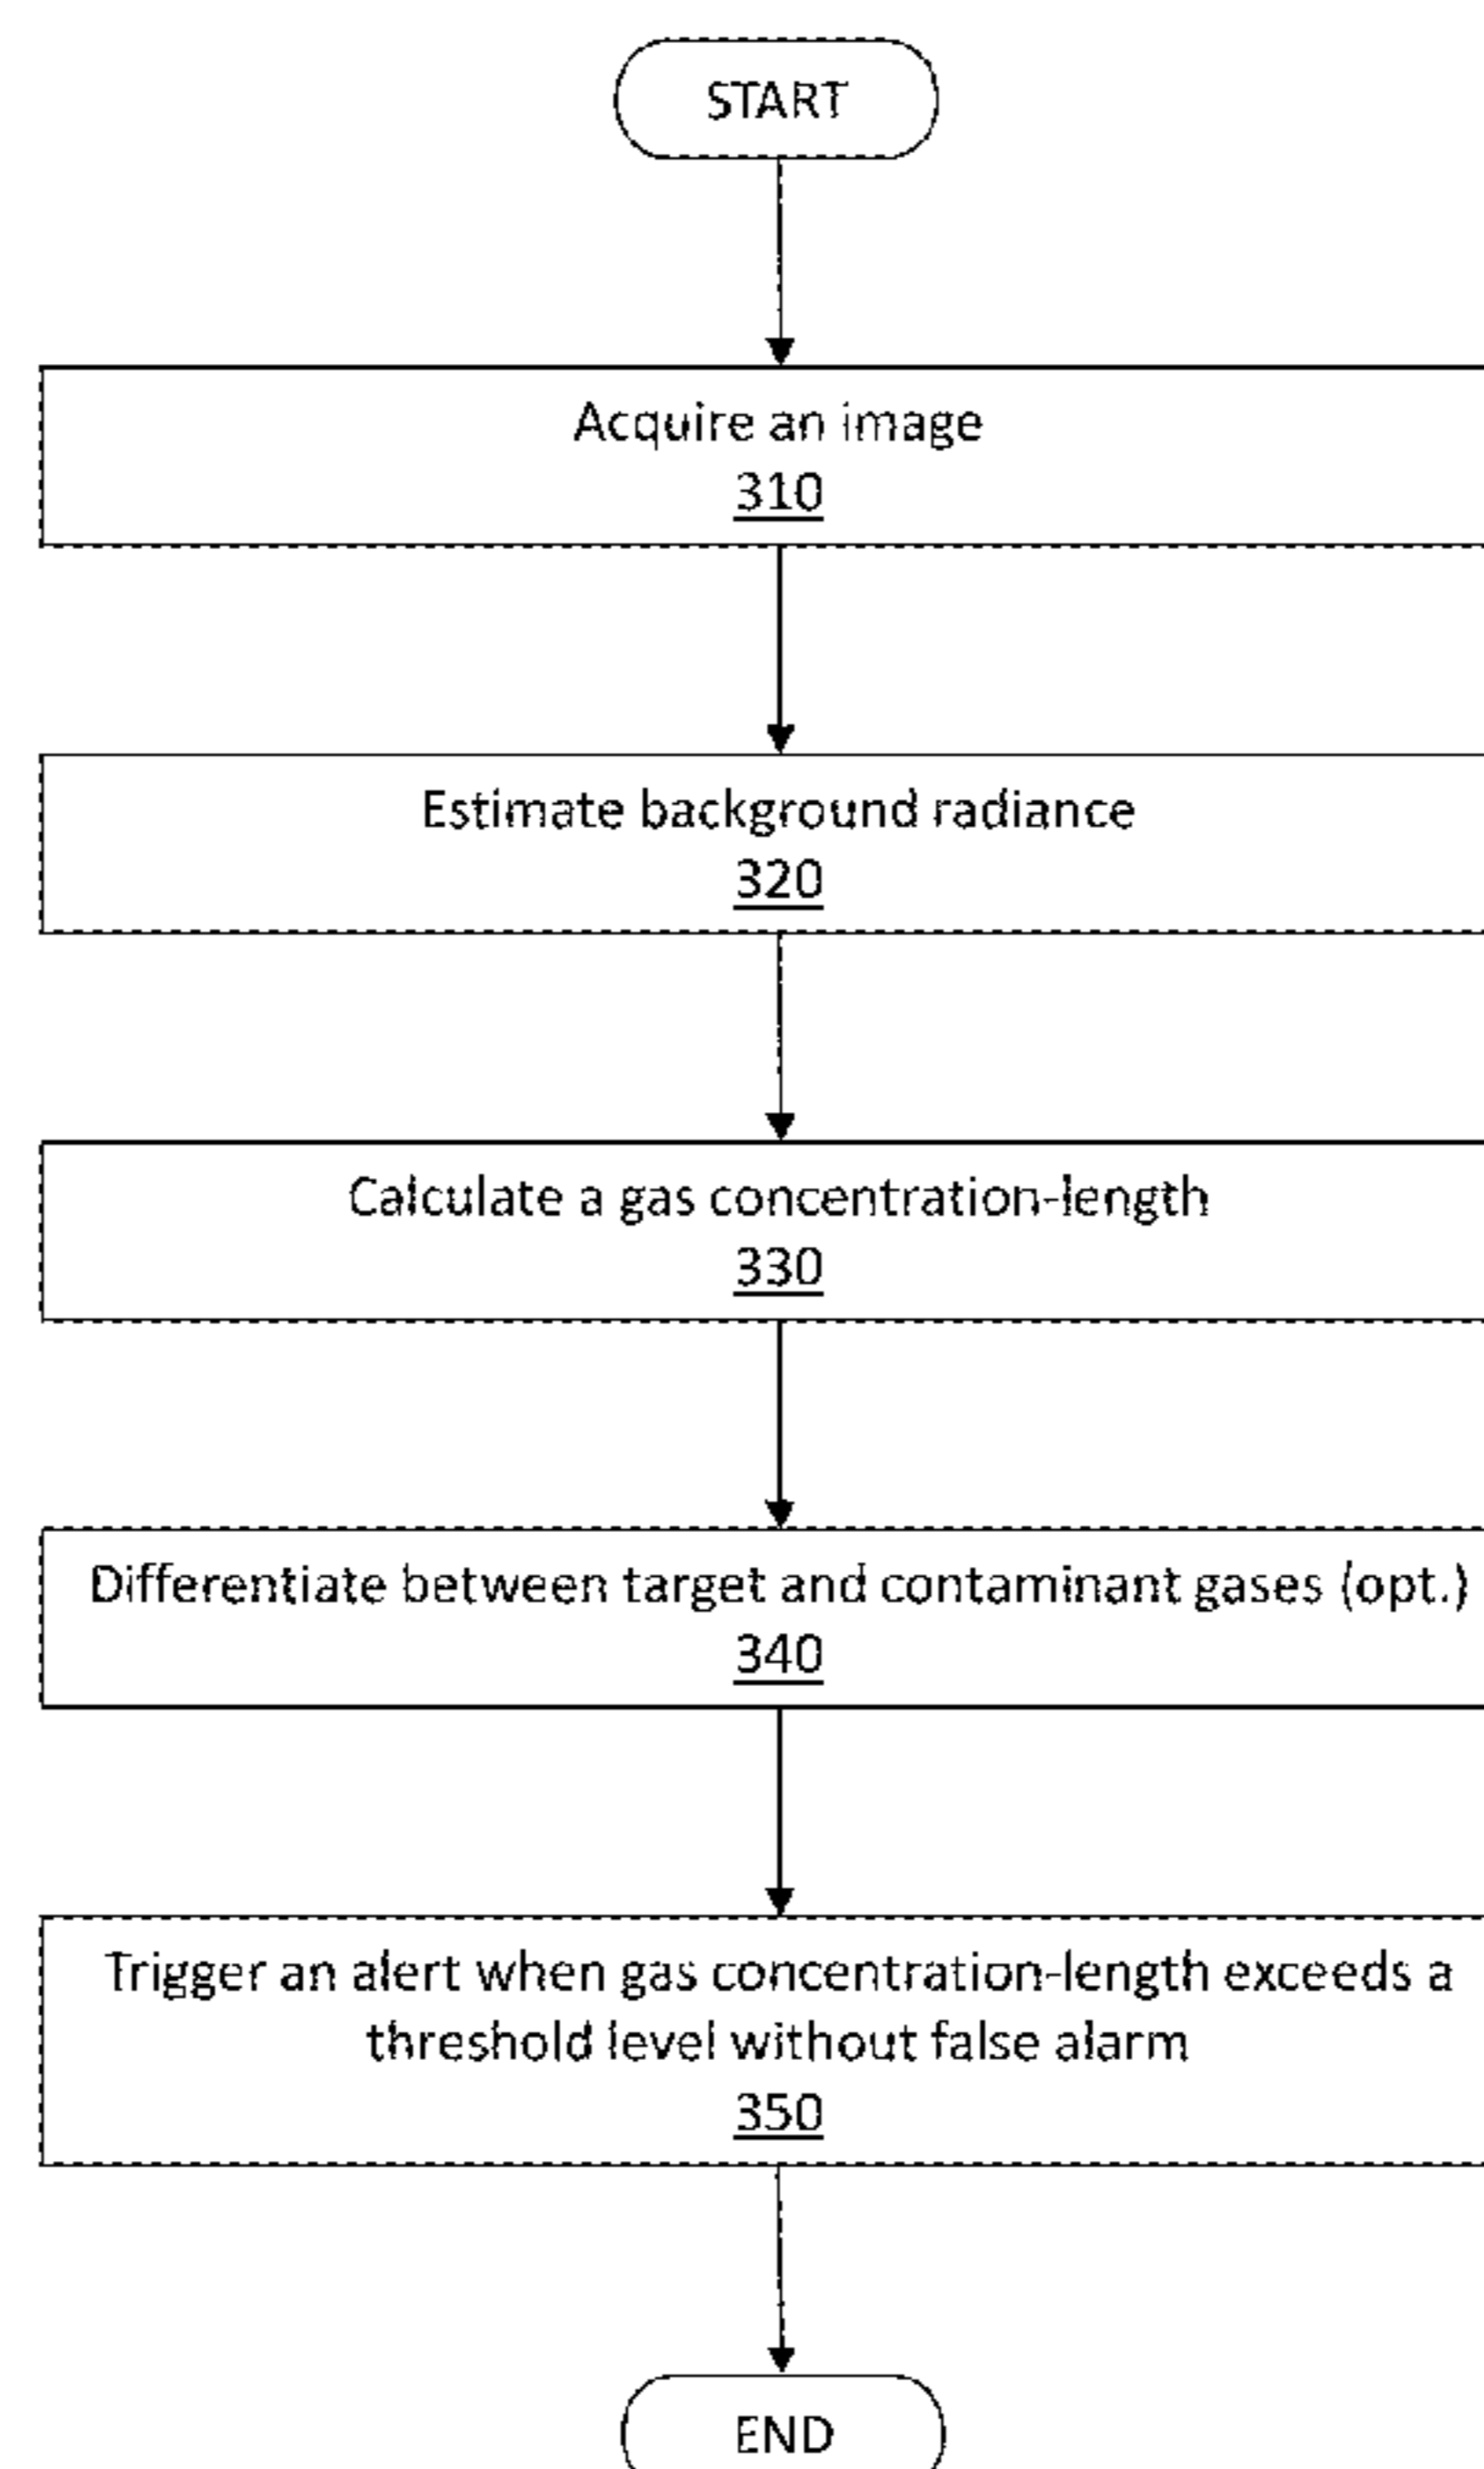 START
Acquire an image
310
Estimate background radiance
320
Calculate a gas concentration-length
330
Differentiate between target and contaminant gases (opt.)
340
Trigger an alert when gas concentration-length exceeds a
threshold level without false alarm
350
END